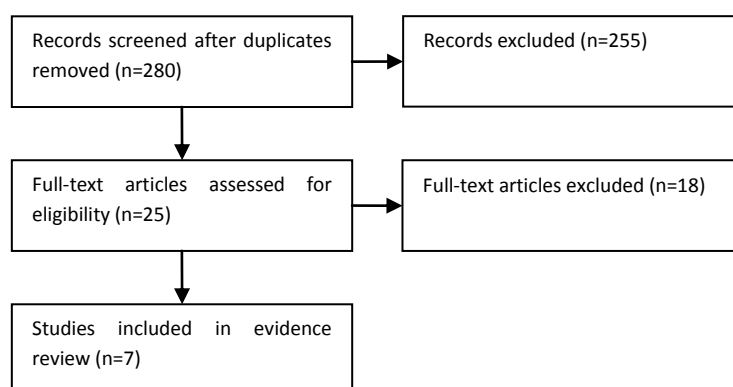 Records screened after duplicates
removed (n=280)
Records excluded (n=255)
Full-text articles assessed for
eligibility (n=25)
Full-text articles excluded (n=18)
Studies included in evidence
review (n=7)